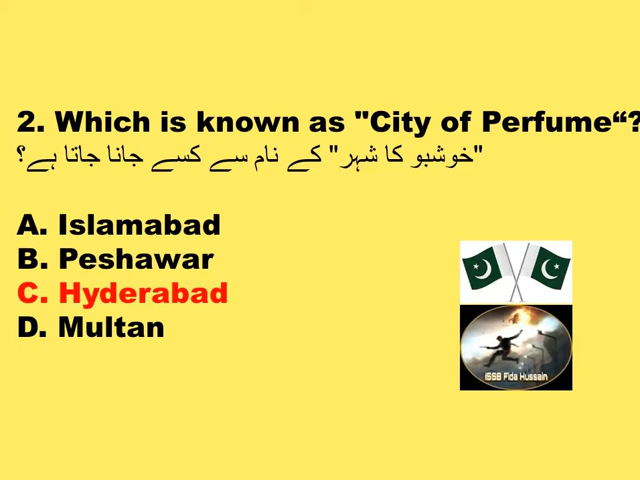 2. Which is known as "City of Perfume“?
"خوشبو کا شہر" کے نام سے کسے جانا جاتا ہے؟
A. Islamabad
B. Peshawar
C. Hyderabad
D. Multan
ISSB Fida Hussain